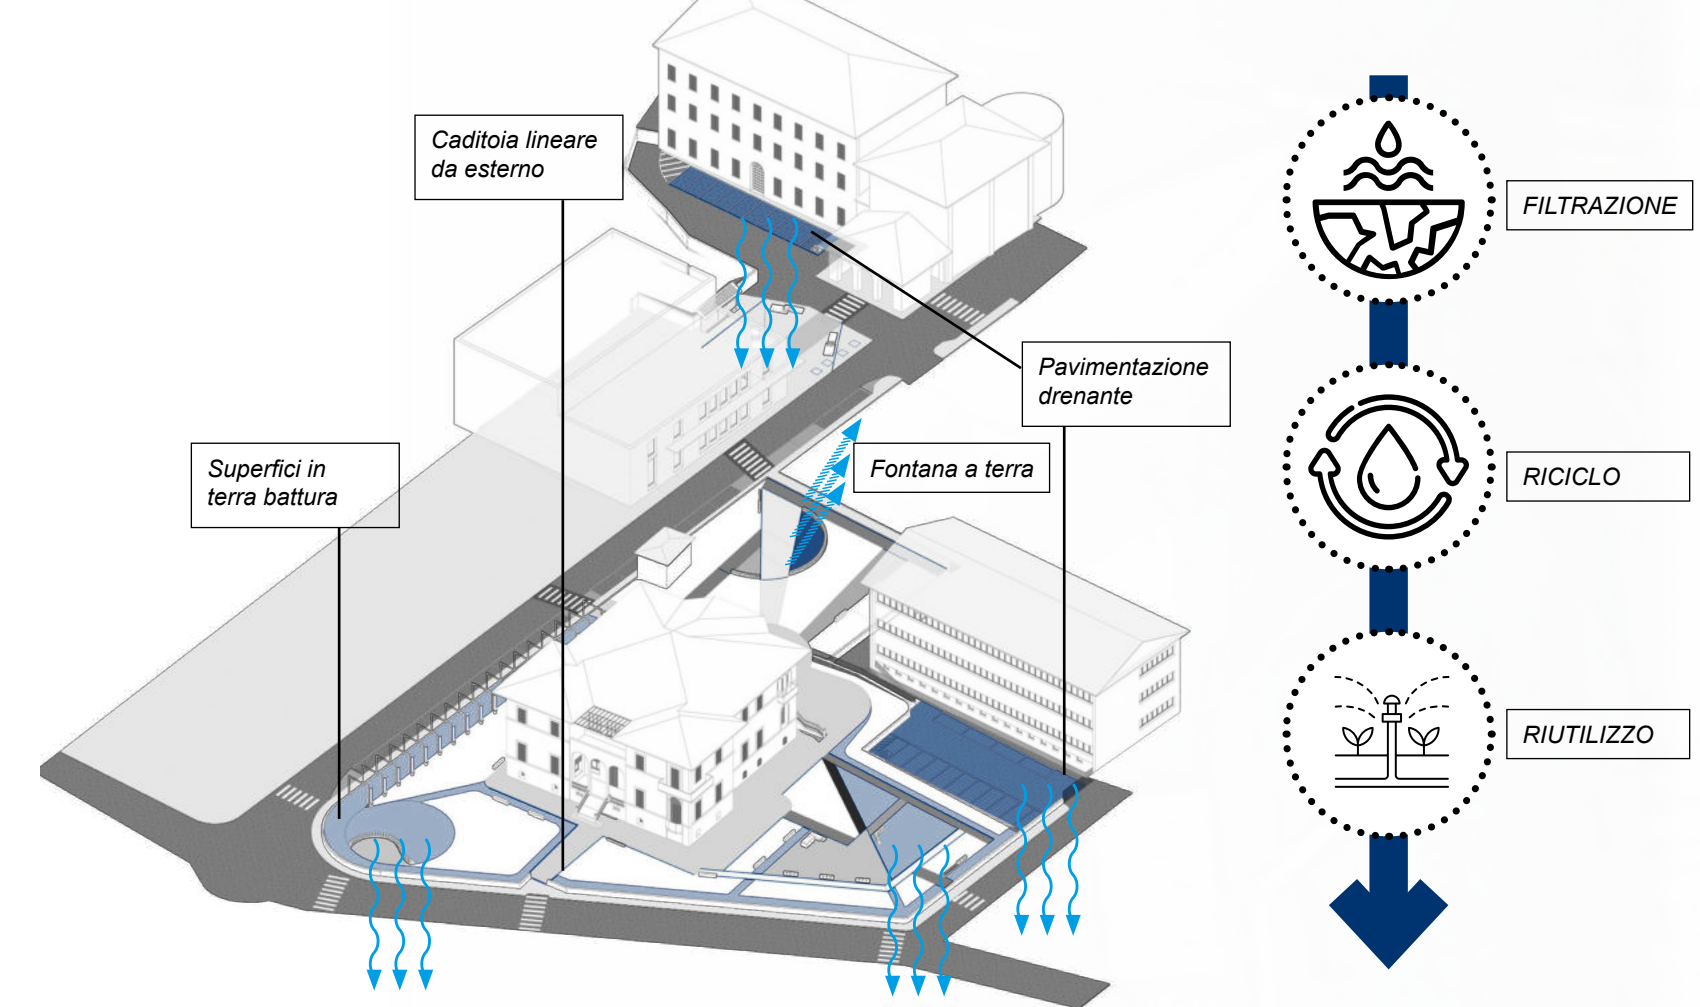 Caditoia lineare
da esterno
Pavimentazione
drenante
Superfici in
terra battura
Fontana a terra
FILTRAZIONE
RICICLO
RIUTILIZZO